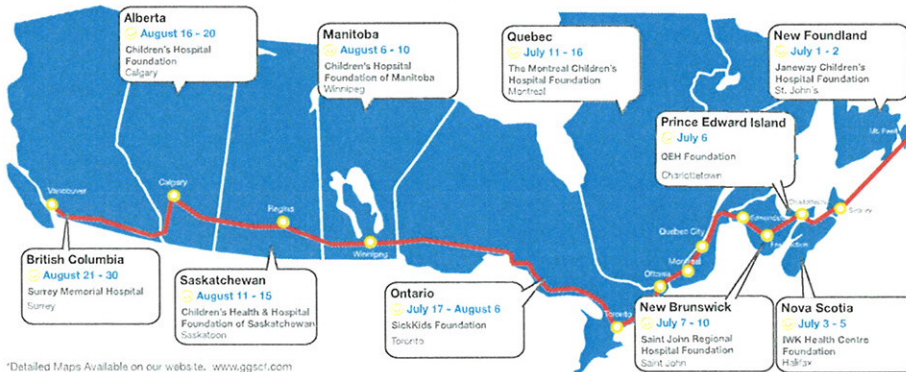 Alberta
August 16 - 20
Children's Hospital
Foundation
Calgary
Manitoba
August 6 - 10
Children's Hopsital
Foundation of Manitoba
Winnipeg
Quebec
July 11 - 16
The Montreal Children's
Hospital Foundation
Montreal
New Foundland
July 1 - 2
Janeway Children's
Hospital Foundation
St. John's
Prince Edward Island
July 6
QEH Foundation
Charlottetown
Mt. Pearl
Vancouver
Calgary
Regina
Winnipeg
Toronto
Ottawa
Montreal
Quebec City
Edmundston
Fredericton
Sydney
British Columbia
August 21 - 30
Surrey Memorial Hospital
Surrey
Saskatchewan
August 11 - 15
Children's Health & Hospital
Foundation of Saskatchewan
Saskatoon
Ontario
July 17 - August 6
SickKids Foundation
Toronto
New Brunswick
July 7 - 10
Saint John Regional
Hospital Foundation
Saint John
Nova Scotia
July 3 - 5
IWK Health Centre
Foundation
Halifax
*Detailed Maps Available on our website. www.ggscf.com